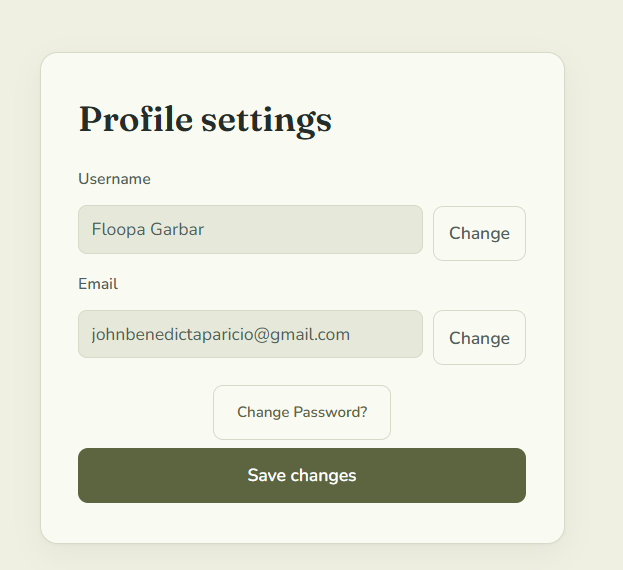 Profile settings
Username
Floopa Garbar
Change
Email
johnbenedictaparicio@gmail.com
Change
Change Password?
Save changes